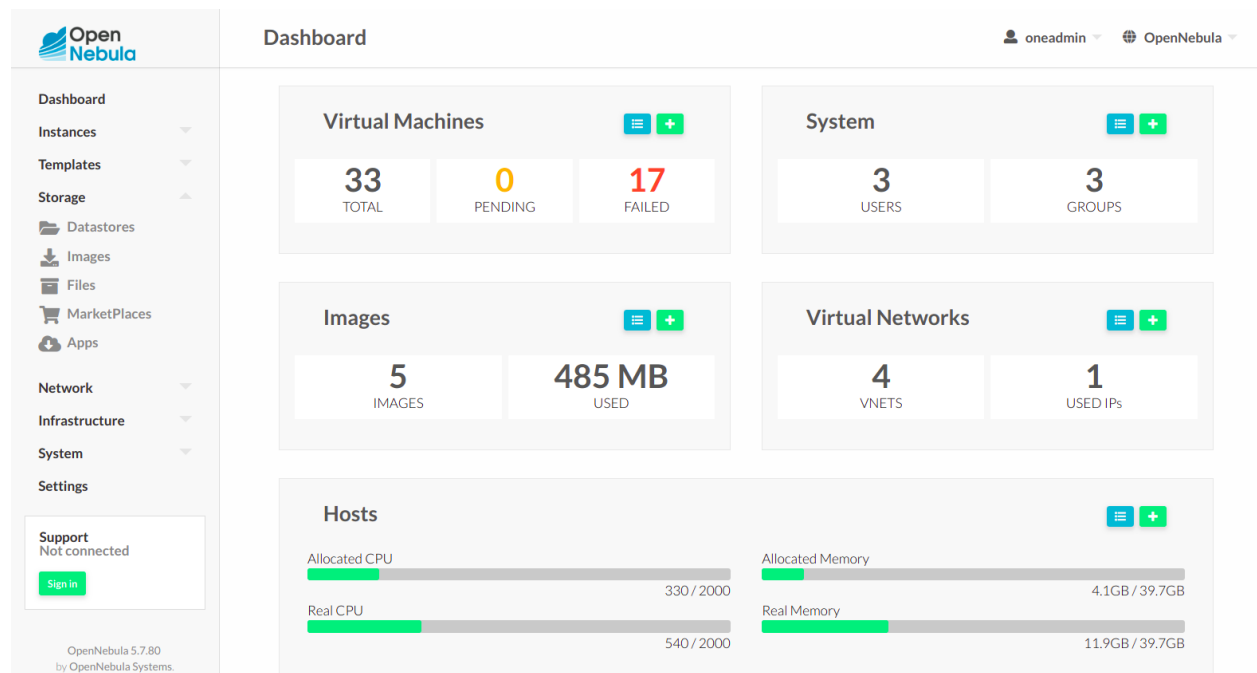 Open
Nebula
Dashboard
oneadmin
OpenNebula
Dashboard
Instances
Templates
Storage
Datastores
Images
Files
MarketPlaces
Apps
Network
Infrastructure
System
Settings
Support
Not connected
Sign in
OpenNebula 5.7.80
by OpenNebula Systems.
Virtual Machines
33
TOTAL
0
PENDING
17
FAILED
System
3
USERS
3
GROUPS
Images
5
IMAGES
485 MB
USED
Virtual Networks
4
VNETS
1
USED IPs
Hosts
Allocated CPU
330 / 2000
Real CPU
540 / 2000
Allocated Memory
4.1GB / 39.7GB
Real Memory
11.9GB / 39.7GB